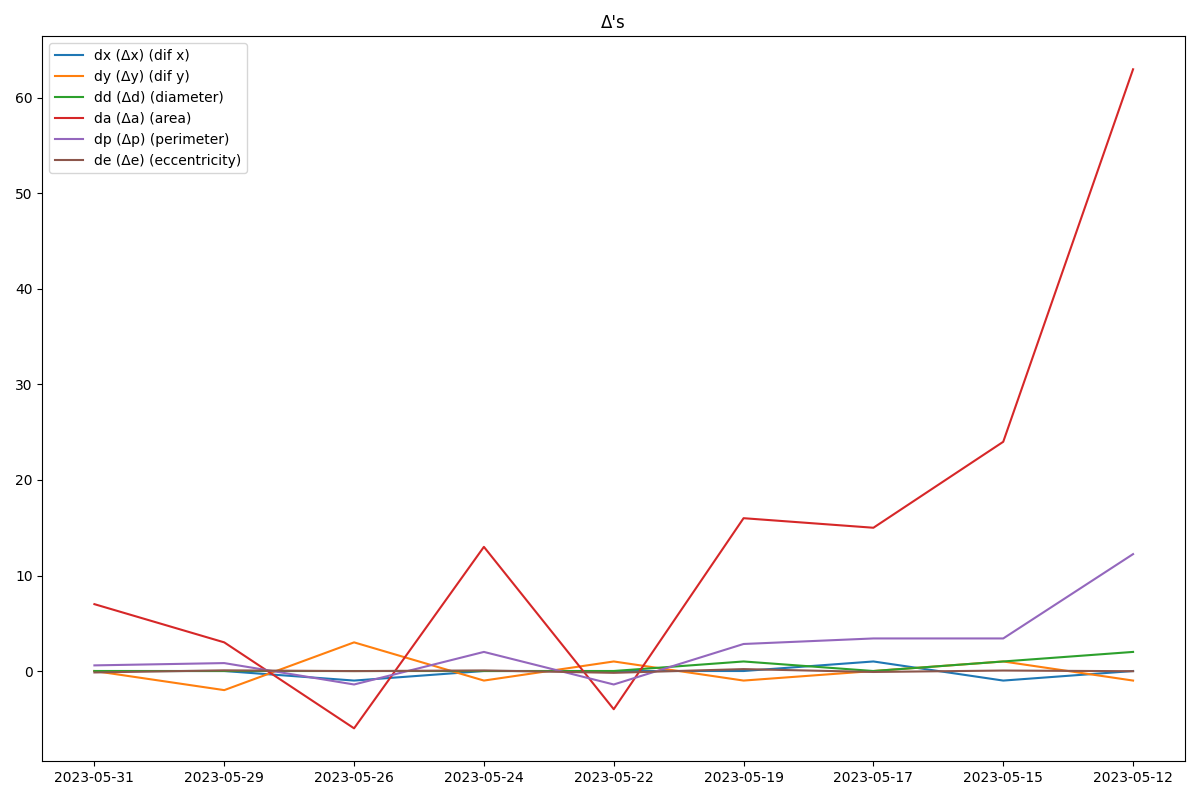 Δ's
dx (Δx) (dif x)
dy (Δy) (dif y)
dd (Δd) (diameter)
da (Δa) (area)
dp (Δp) (perimeter)
de (Δe) (eccentricity)
60
50
40
30
20
10
0
2023-05-31 2023-05-29 2023-05-26 2023-05-24 2023-05-22 2023-05-19 2023-05-17 2023-05-15 2023-05-12